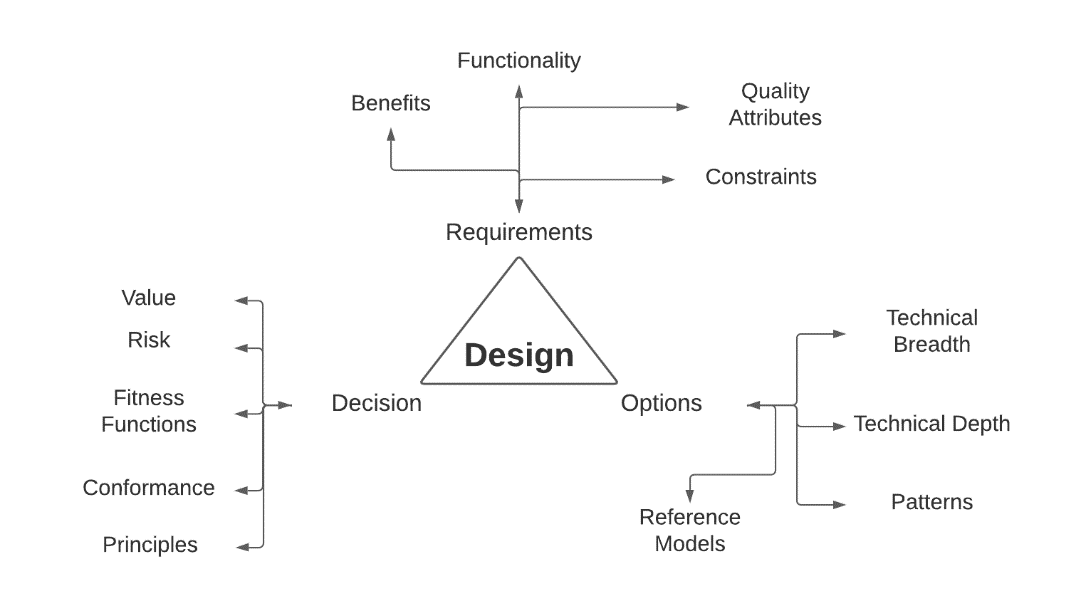 Functionality
Benefits
Quality
Attributes
Constraints
Requirements
Design
Decision
Options
Value
Risk
Fitness
Functions
Conformance
Principles
Technical
Breadth
Technical Depth
Patterns
Reference
Models